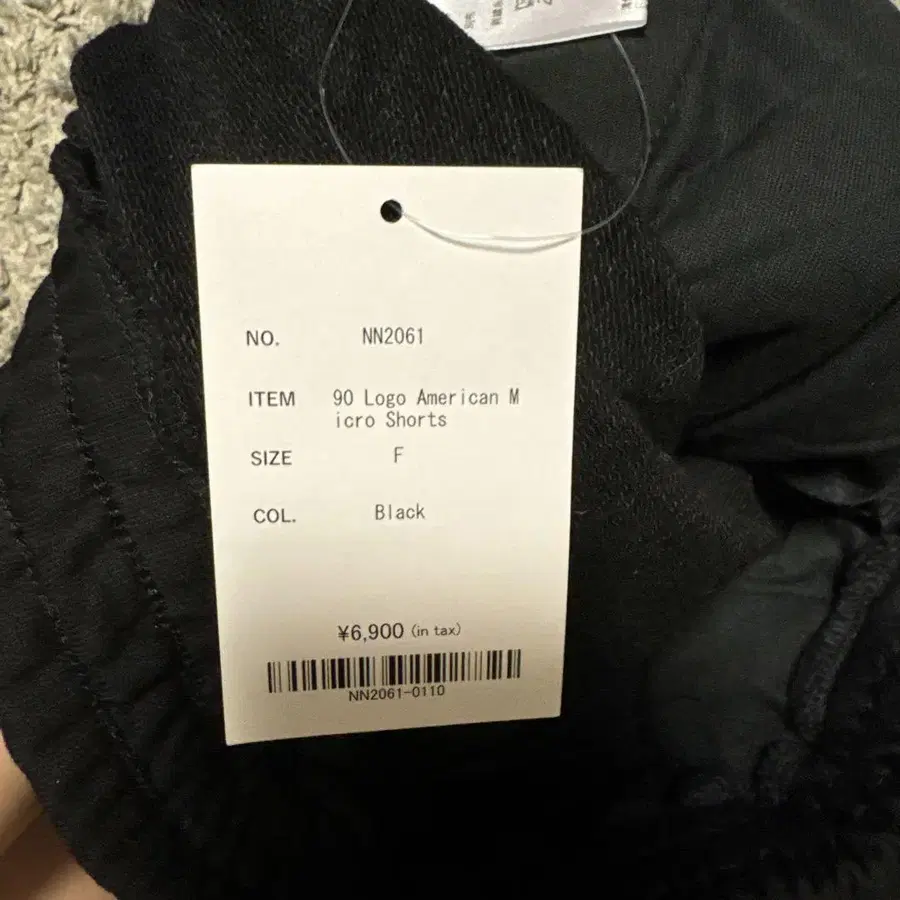 NO. NN2061
ITEM 90 Logo American M
icro Shorts
SIZE F
COL. Black
¥6,900 (in tax)
NN2061-0110